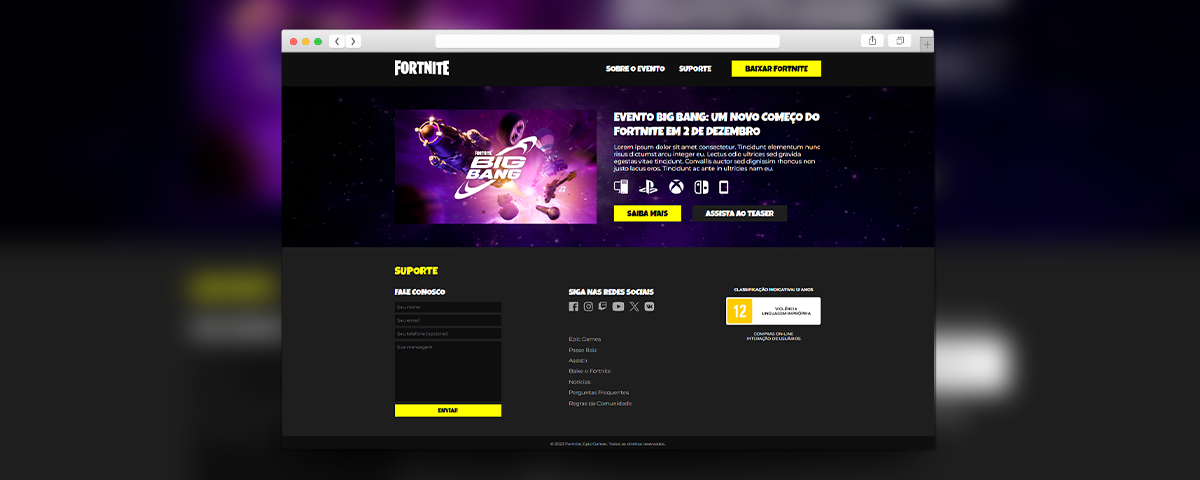 FORTNITE
SOBRE O EVENTO
SUPORTE
BAIXAR FORTNITE
FORTNITE
BIG
BANG
EVENTO BIG BANG: UM NOVO COMEÇO DO
FORTNITE EM 2 DE DEZEMBRO
Lorem ipsum dolor sit amet consectetur. Tincidunt elementum nunc
risus dictumst arcu integer eu. Lectus odio ultrices sed gravida
egestas vitae tincidunt. Convallis auctor sed dignissim rhoncus non
justo lacus eros. Tincidunt ac ante in ultricies nam eu.
SAIBA MAIS
ASSISTA AO TEASER
SUPORTE
FALE CONOSCO
Seu nome
Seu email
Seu telefone (opcional)
Sua mensagem
ENVIAR
SIGA NAS REDES SOCIAIS
Epic Games
Passe Raiz
Assistir
Baixe o Fortnite
Notícias
Perguntas Frequentes
Regras da Comunidade
CLASSIFICAÇÃO INDICATIVA: 12 ANOS
12
VIOLÊNCIA
LINGUAGEM IMPRÓPRIA
COMPRAS ON-LINE
INTERAÇÃO DE USUÁRIOS
© 2023 Fortnite, Epic Games. Todos os direitos reservados.